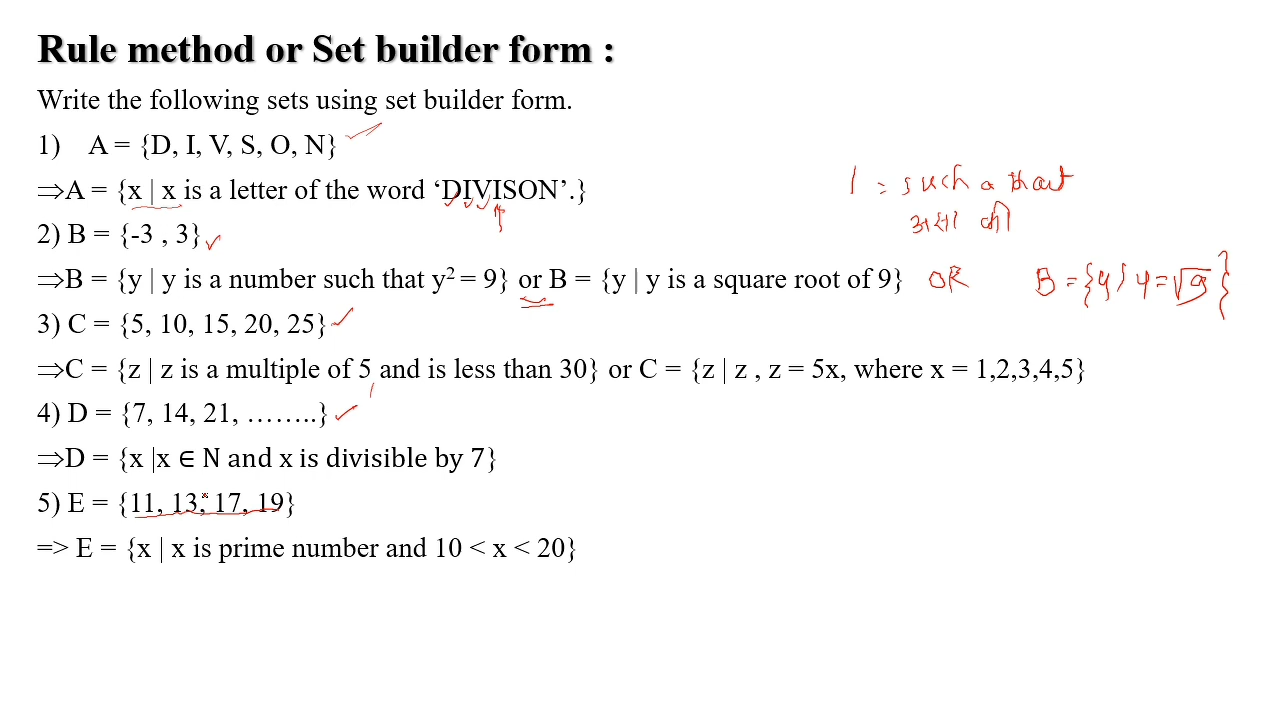 Rule method or Set builder form :
Write the following sets using set builder form.
1) A = {D, I, V, S, O, N}
⇒A = {x | x is a letter of the word ‘DIVISON’.}
| = such a that
असा की
2) B = {-3 , 3}
⇒B = {y | y is a number such that y² = 9} or B = {y | y is a square root of 9} OR B = {y / y = √9}
3) C = {5, 10, 15, 20, 25}
⇒C = {z | z is a multiple of 5 and is less than 30} or C = {z | z , z = 5x, where x = 1,2,3,4,5}
4) D = {7, 14, 21, ……..}
⇒D = {x |x ∈ N and x is divisible by 7}
5) E = {11, 13, 17, 19}
=> E = {x | x is prime number and 10 < x < 20}